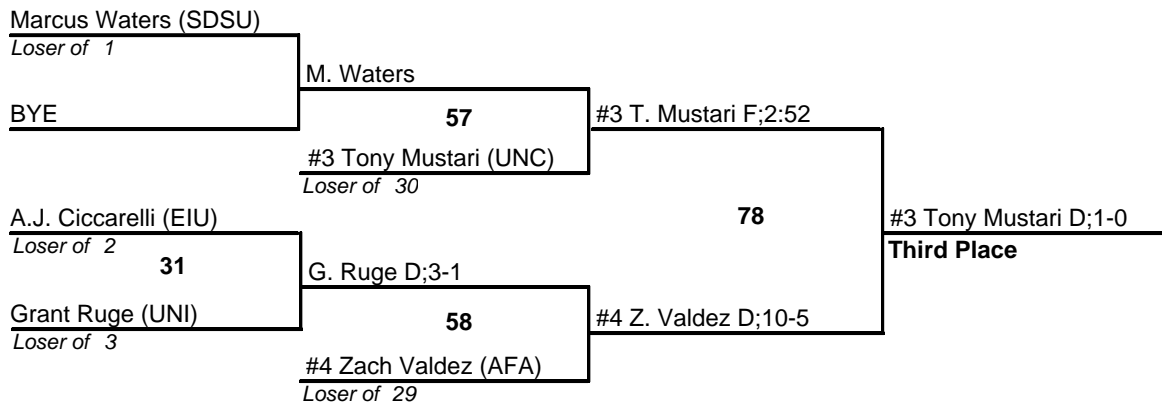 Marcus Waters (SDSU)
Loser of 1
M. Waters
BYE
57
#3 T. Mustari F;2:52
#3 Tony Mustari (UNC)
Loser of 30
A.J. Ciccarelli (EIU)
78
#3 Tony Mustari D;1-0
Loser of 2
31
Third Place
G. Ruge D;3-1
Grant Ruge (UNI)
58
#4 Z. Valdez D;10-5
Loser of 3
#4 Zach Valdez (AFA)
Loser of 29